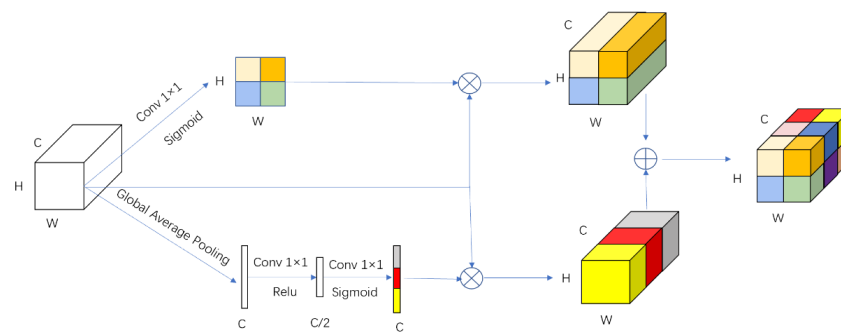 C
H
W
Conv 1×1
Sigmoid
H
W
Global Average Pooling
C
Conv 1×1
Relu
C/2
Conv 1×1
Sigmoid
C
C
H
W
C
H
W
C
H
W